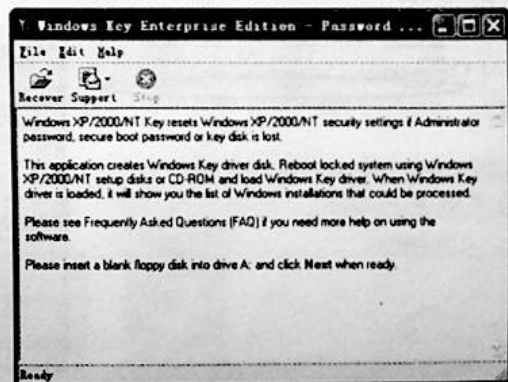 Windows Key Enterprise Edition - Password ...
File Edit Help
Recover Support Stop
Windows XP/2000/NT Key resets Windows XP/2000/NT security settings if Administrator
password, secure boot password or key disk is lost.
This application creates Windows Key driver disk. Reboot locked system using Windows
XP/2000/NT setup disks or CD-ROM and load Windows Key driver. When Windows Key
driver is loaded, it will show you the list of Windows installations that could be processed.
Please see Frequently Asked Questions (FAQ) if you need more help on using the
software.
Please insert a blank floppy disk into drive A: and click Next when ready.
Ready